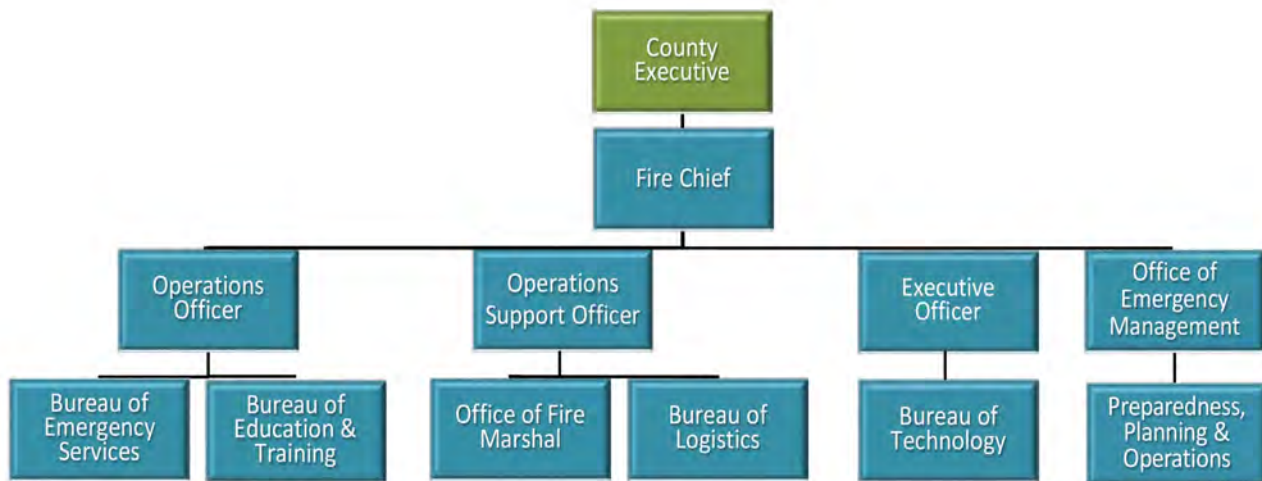 County
Executive
Fire Chief
Operations
Officer
Operations
Support Officer
Executive
Officer
Office of
Emergency
Management
Bureau of
Emergency
Services
Bureau of
Education &
Training
Office of Fire
Marshal
Bureau of
Logistics
Bureau of
Technology
Preparedness,
Planning &
Operations